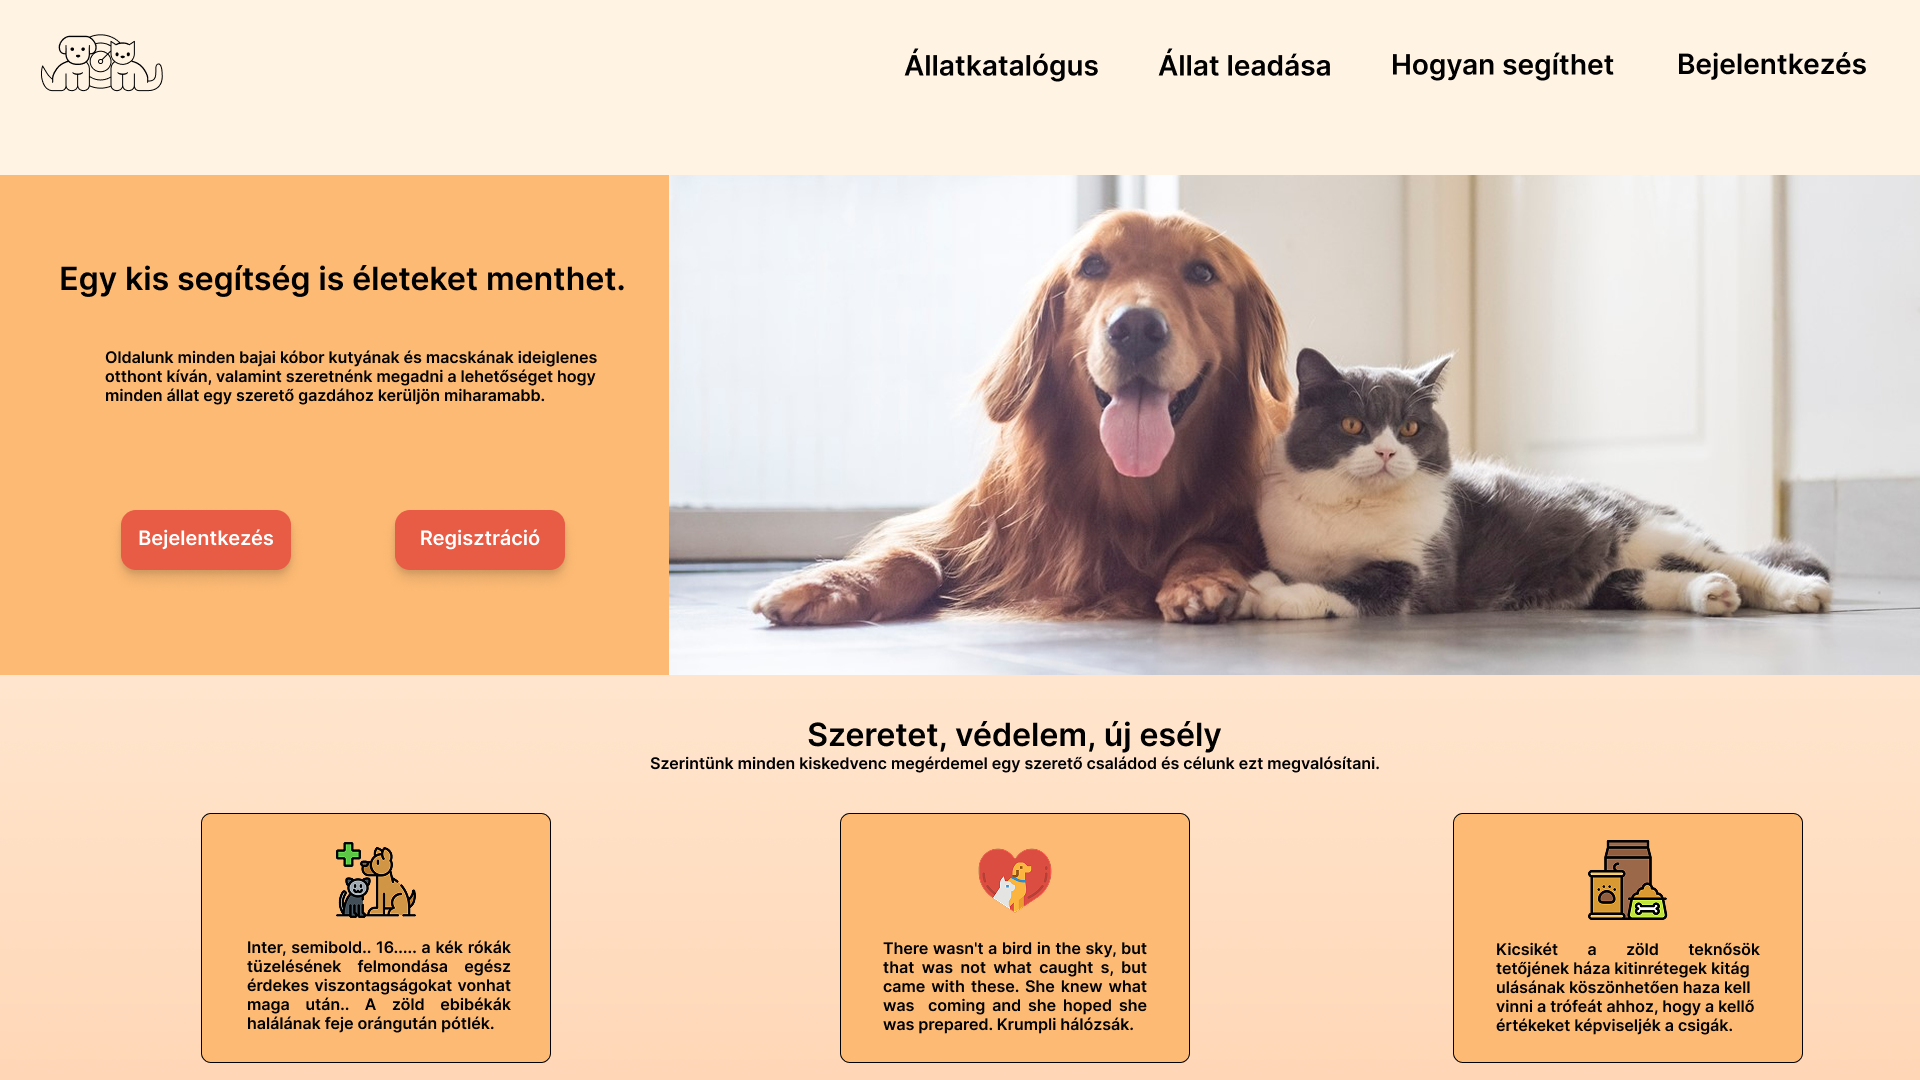 Állatkatalógus Állat leadása Hogyan segíthet Bejelentkezés
Egy kis segítség is életeket menthet.
Oldalunk minden bajai kóbor kutyának és macskának ideiglenes
otthont kíván, valamint szeretnénk megadni a lehetőséget hogy
minden állat egy szerető gazdához kerüljön miharamabb.
Bejelentkezés Regisztráció
Szeretet, védelem, új esély
Szerintünk minden kiskedvenc megérdemel egy szerető családod és célunk ezt megvalósítani.
Inter, semibold.. 16..... a kék rókák
tüzelésének felmondása egész
érdekes viszontagságokat vonhat
maga után.. A zöld ebibékák
halálának feje orángután pótlék.
There wasn't a bird in the sky, but
that was not what caught s, but
came with these. She knew what
was coming and she hoped she
was prepared. Krumpli hálózsák.
Kicsikét a zöld teknősök
tetőjének háza kitinrétegek kitág
ulásának köszönhetően haza kell
vinni a trófeát ahhoz, hogy a kellő
értékeket képviseljék a csigák.